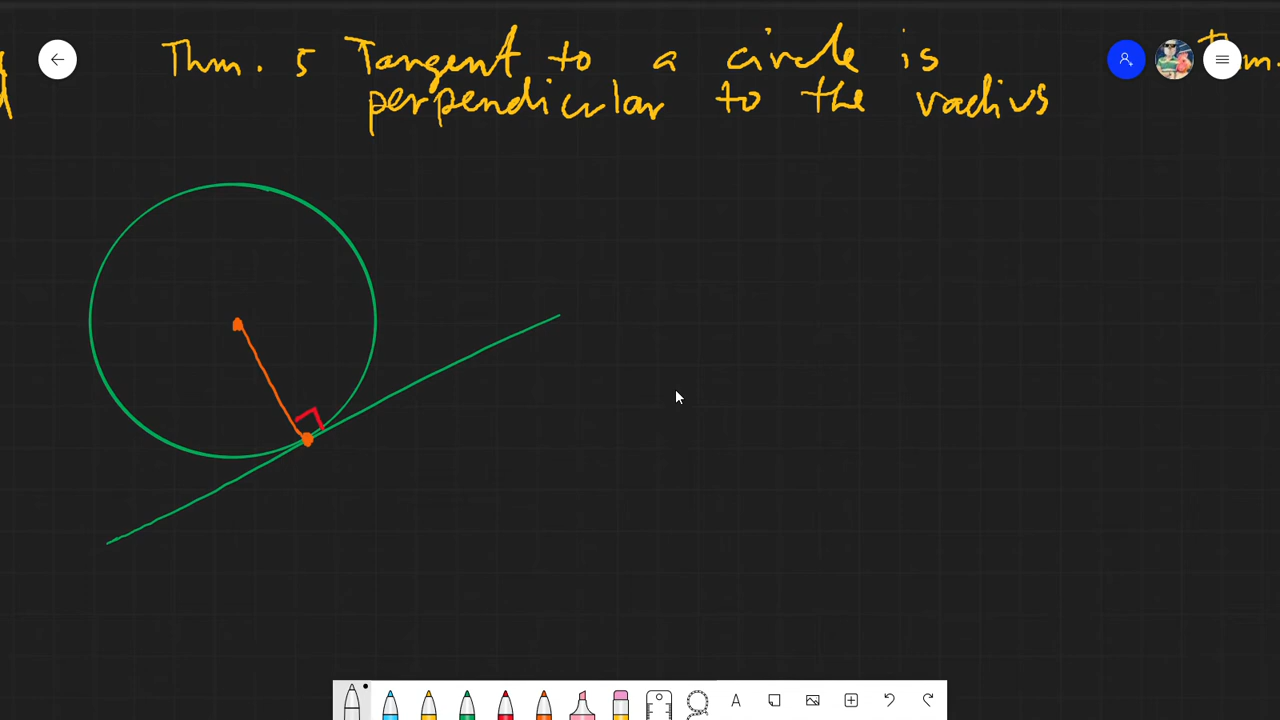 Thm. 5 Tangent to a circle is
perpendicular to the radius